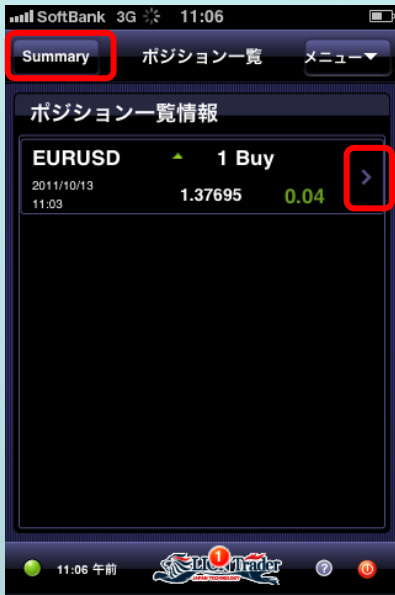 SoftBank 3G 11:06
Summary ポジション一覧 メニュー▼
ポジション一覧情報
EURUSD 1 Buy
2011/10/13
11:03
1.37695 0.04
11:06 午前
1
Trader
JAPAN TECHNOLOGY
?